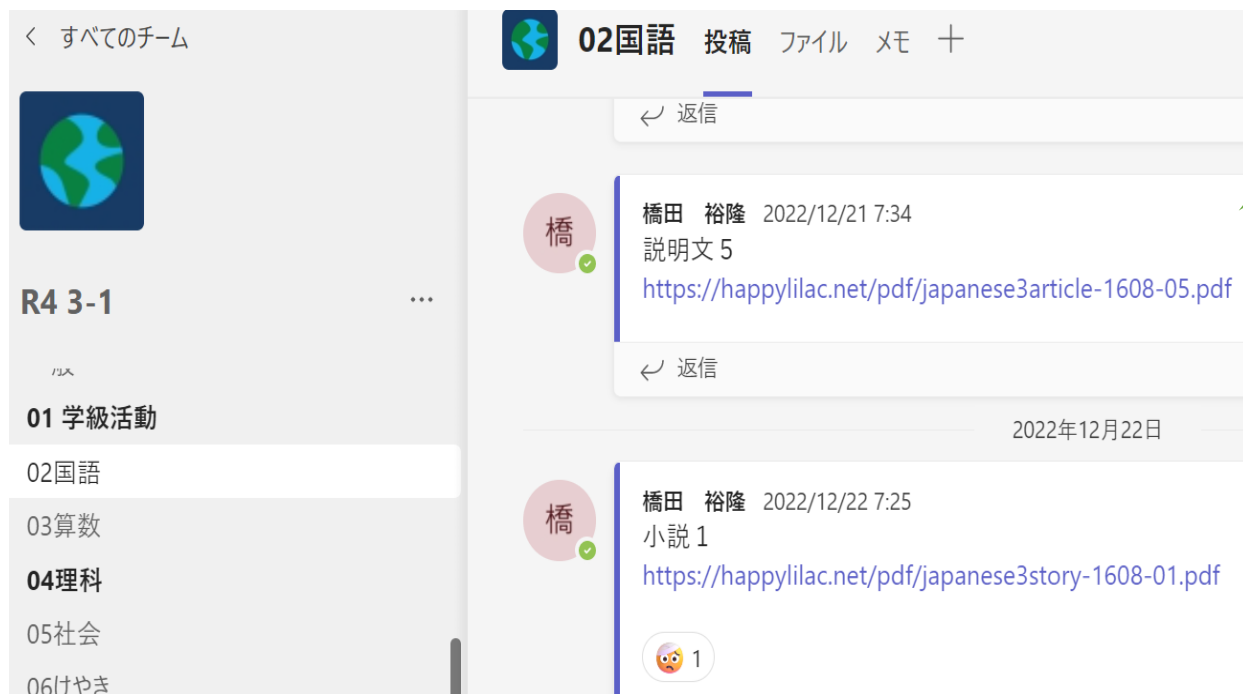 すべてのチーム
R4 3-1
01 学級活動
02国語
03算数
04理科
05社会
06けやき
02国語 投稿 ファイル メモ
返信
橋
橋田 裕隆 2022/12/21 7:34
説明文 5
https://happylilac.net/pdf/japanese3article-1608-05.pdf
返信
2022年12月22日
橋
橋田 裕隆 2022/12/22 7:25
小説 1
https://happylilac.net/pdf/japanese3story-1608-01.pdf
1